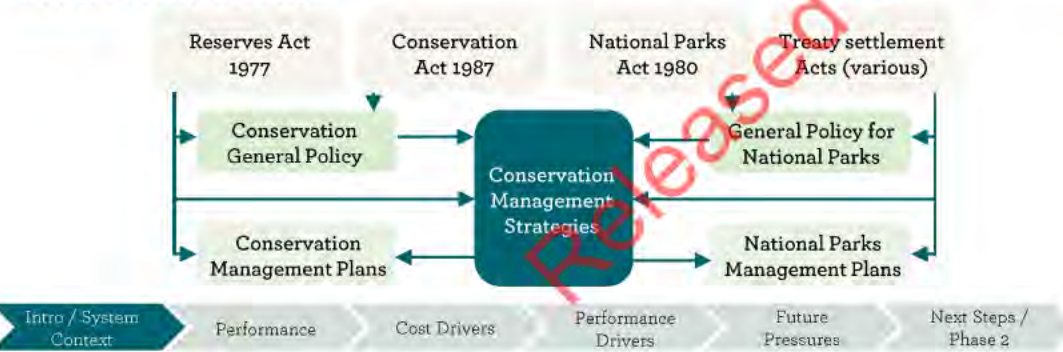 Reserves Act
1977
Conservation
Act 1987
National Parks
Act 1980
Treaty settlement
Acts (various)
Conservation
General Policy
Conservation
Management
Strategies
General Policy for
National Parks
Conservation
Management Plans
National Parks
Management Plans
Released
Intro / System
Context
Performance
Cost Drivers
Performance
Drivers
Future
Pressures
Next Steps /
Phase 2